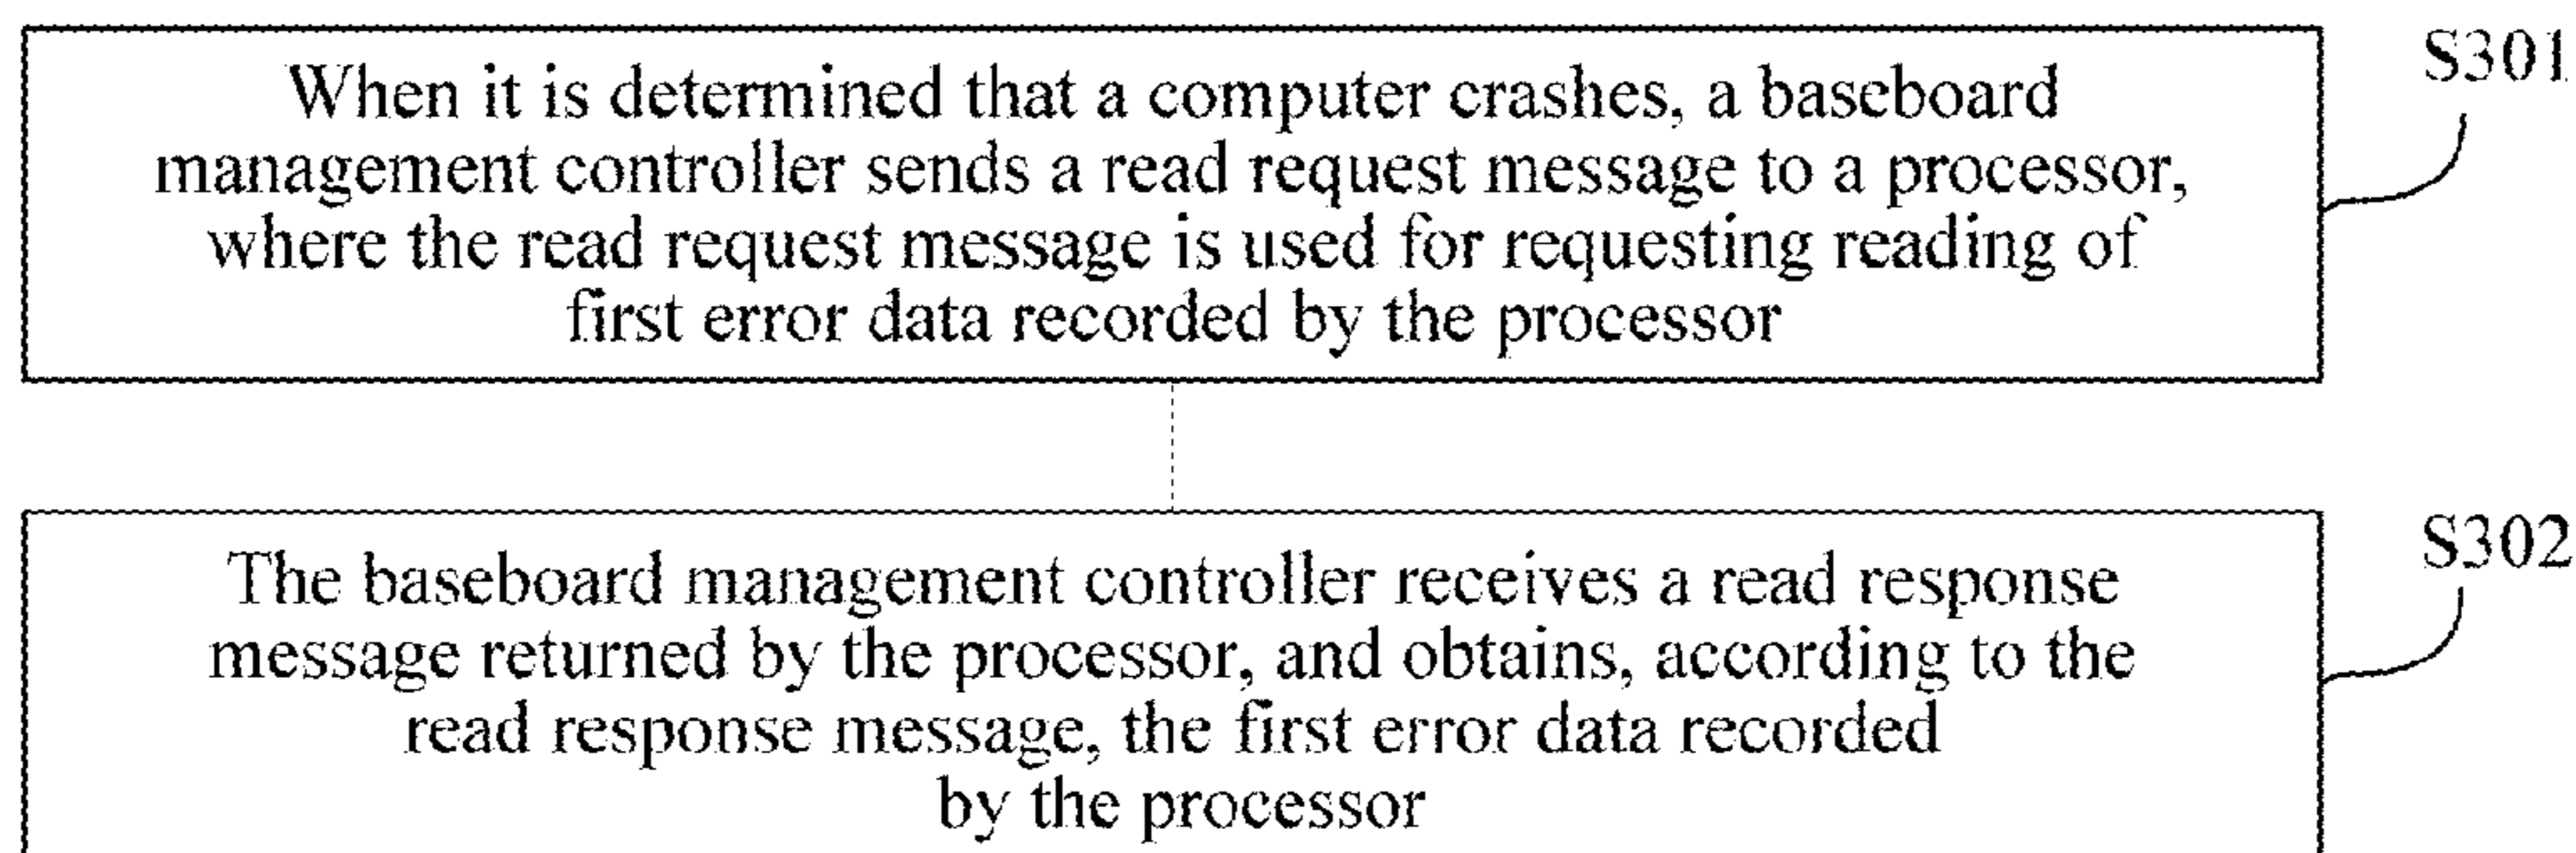 When it is determined that a computer crashes, a baseboard
management controller sends a read request message to a processor,
where the read request message is used for requesting reading of
first error data recorded by the processor
S301
The baseboard management controller receives a read response
message returned by the processor, and obtains, according to the
read response message, the first error data recorded
by the processor
S302